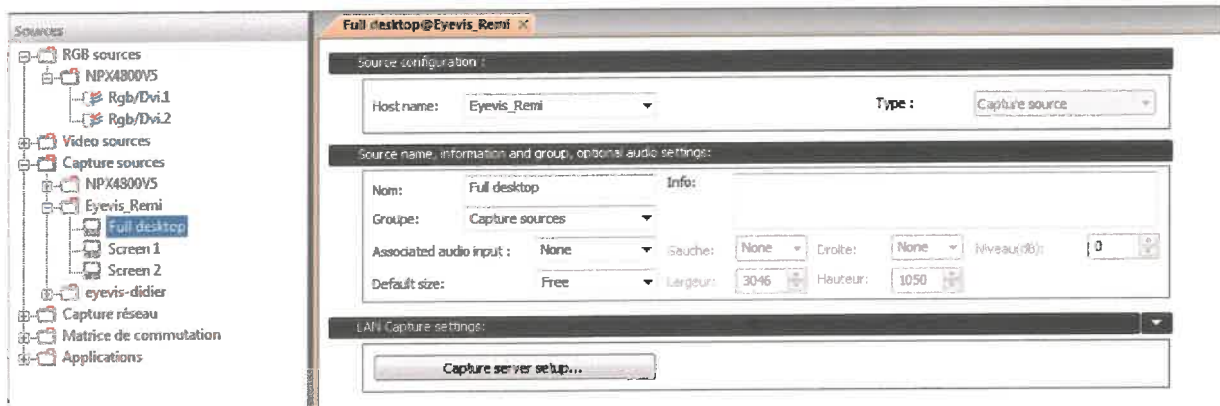 Sources
RGB sources
NPX4800V5
Rgb/Dvi.1
Rgb/Dvi.2
Video sources
Capture sources
NPX4800V5
Eyevis_Remi
Full desktop
Screen 1
Screen 2
eyevis-didier
Capture réseau
Matrice de commutation
Applications
Full desktop@Eyevis_Remi
Source configuration :
Host name: Eyevis_Remi Type : Capture source
Source name, information and group, optional audio settings:
Nom: Full desktop Info:
Groupe: Capture sources
Associated audio input : None Gauche: None Droite: None Niveau(dB): 0
Default size: Free Largeur: 3046 Hauteur: 1050
LAN Capture settings:
Capture server setup...